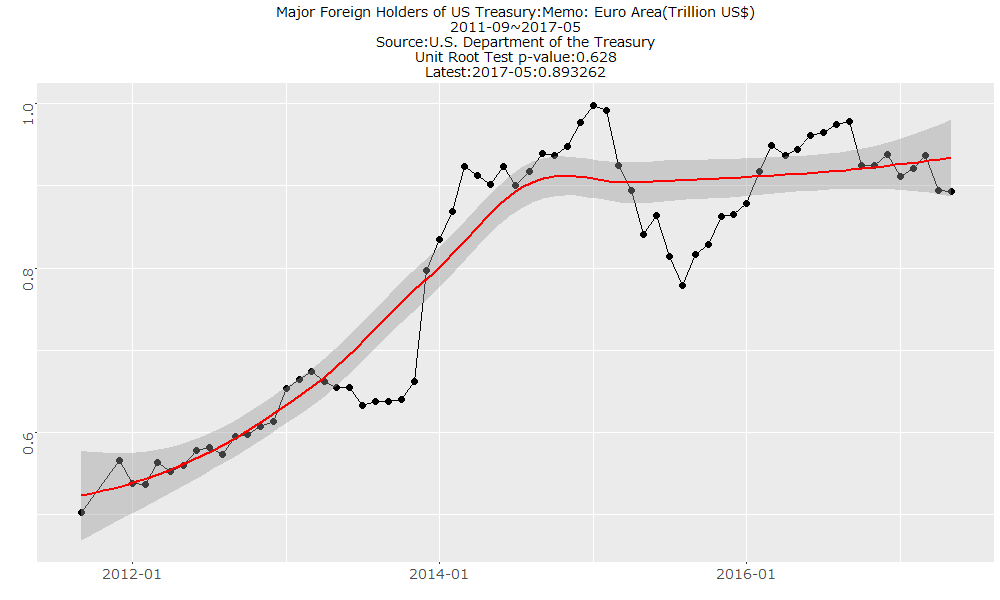 Major Foreign Holders of US Treasury:Memo: Euro Area(Trillion US$)
2011-09~2017-05
Source:U.S. Department of the Treasury
Unit Root Test p-value:0.628
Latest:2017-05:0.893262
1.0
0.8
0.6
2012-01
2014-01
2016-01